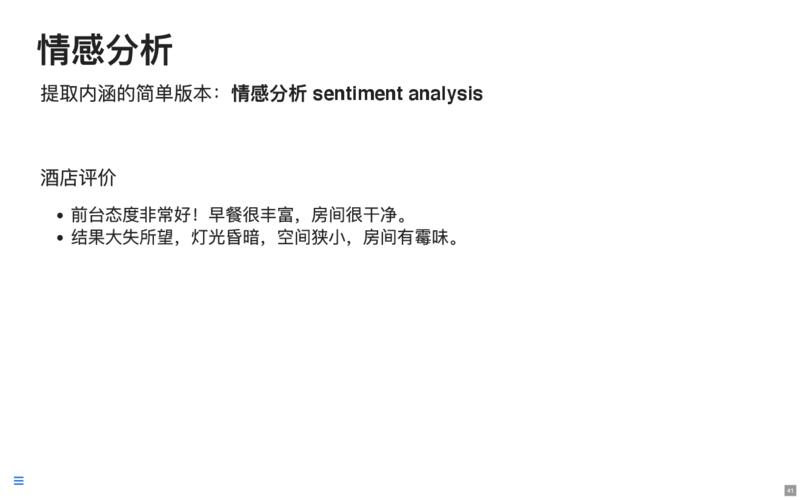 情感分析
提取内涵的简单版本：情感分析 sentiment analysis
酒店评价
• 前台态度非常好！早餐很丰富，房间很干净。
• 结果大失所望，灯光昏暗，空间狭小，房间有霉味。
41